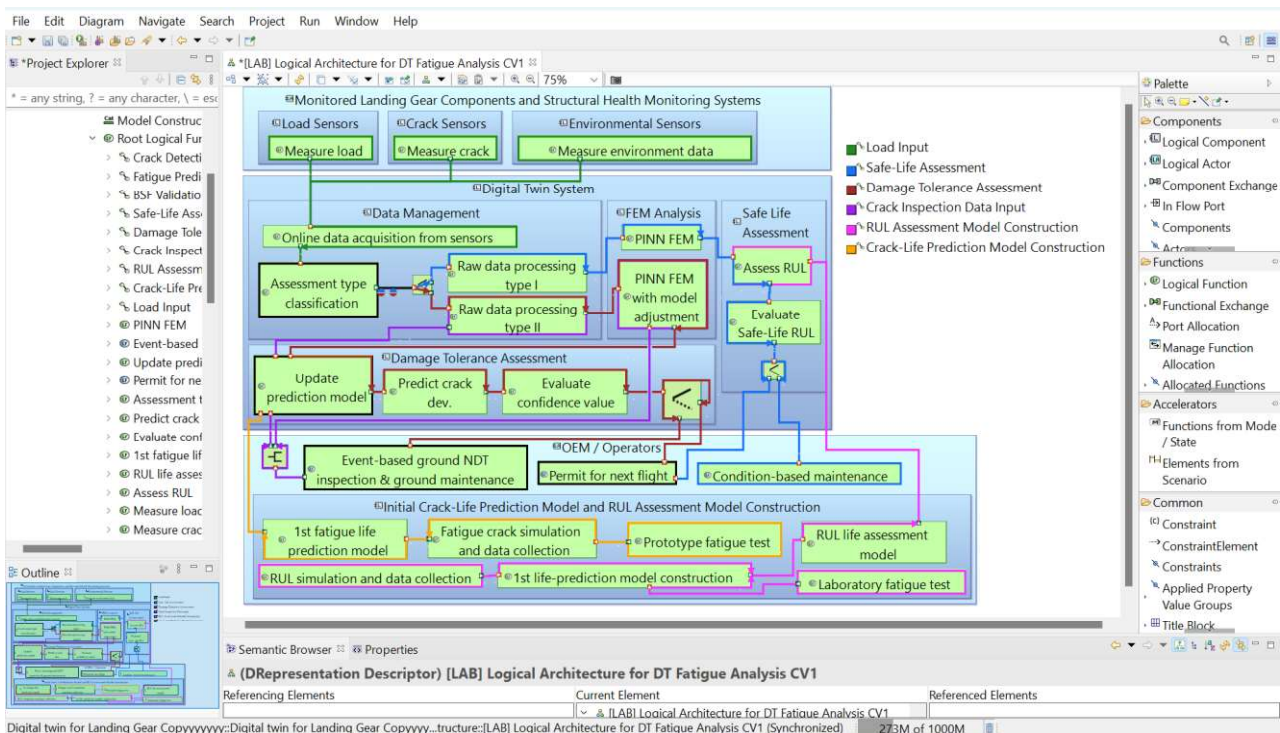 File Edit Diagram Navigate Search Project Run Window Help
*Project Explorer
* = any string, ? = any character, \ = esc
Model Construc
Root Logical Fur
Crack Detecti
Fatigue Predi
BSF Validatio
Safe-Life Ass
Damage Tole
Crack Inspect
RUL Assessm
Crack-Life Pre
Load Input
PINN FEM
Event-based
Update predi
Permit for ne
Assessment t
Predict crack
Evaluate conf
1st fatigue lif
RUL life asses
Assess RUL
Measure loac
Measure crac
Outline
*[LAB] Logical Architecture for DT Fatigue Analysis CV1
75%
Monitored Landing Gear Components and Structural Health Monitoring Systems
Load Sensors
Crack Sensors
Environmental Sensors
Measure load
Measure crack
Measure environment data
Digital Twin System
Data Management
FEM Analysis
Safe Life
Assessment
Online data acquisition from sensors
PINN FEM
Assessment type
classification
Raw data processing
type I
Raw data processing
type II
PINN FEM
with model
adjustment
Assess RUL
Evaluate
Safe-Life RUL
<
Damage Tolerance Assessment
Update
prediction model
Predict crack
dev.
Evaluate
confidence value
OEM / Operators
Event-based ground NDT
inspection & ground maintenance
Permit for next flight
Condition-based maintenance
Initial Crack-Life Prediction Model and RUL Assessment Model Construction
1st fatigue life
prediction model
Fatigue crack simulation
and data collection
Prototype fatigue test
RUL life assessment
model
RUL simulation and data collection
1st life-prediction model construction
Laboratory fatigue test
Load Input
Safe-Life Assessment
Damage Tolerance Assessment
Crack Inspection Data Input
RUL Assessment Model Construction
Crack-Life Prediction Model Construction
Palette
Components
Logical Component
Logical Actor
Component Exchange
In Flow Port
Components
Functions
Logical Function
Functional Exchange
Port Allocation
Manage Function
Allocation
Allocated Functions
Accelerators
Functions from Mode
/ State
Elements from
Scenario
Common
Constraint
ConstraintElement
Constraints
Applied Property
Value Groups
Title Block
Semantic Browser Properties
(DRepresentation Descriptor) [LAB] Logical Architecture for DT Fatigue Analysis CV1
Referencing Elements Current Element Referenced Elements
[LAB] Logical Architecture for DT Fatigue Analysis CV1
Digital twin for Landing Gear Copyyyyyyy::Digital twin for Landing Gear Copyyyy...tructure::[LAB] Logical Architecture for DT Fatigue Analysis CV1 (Synchronized) 273M of 1000M